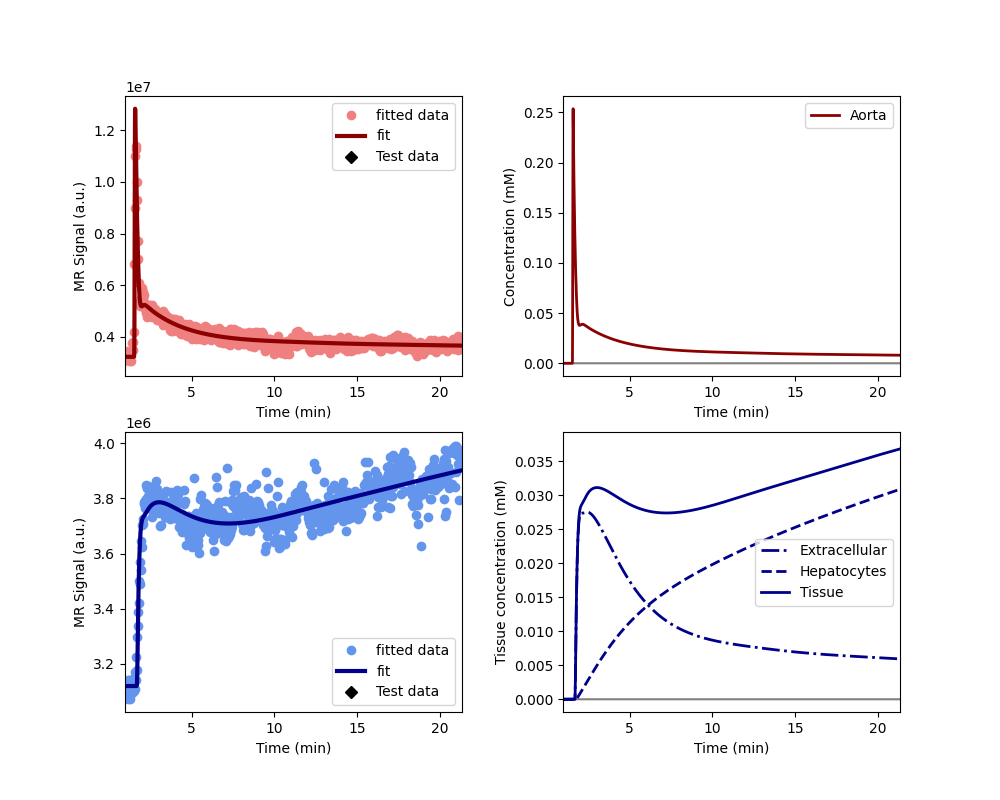 1e7
MR Signal (a.u.)
1.2
1.0
0.8
0.6
0.4
5
10
15
20
Time (min)
fitted data
fit
Test data
Concentration (mM)
0.25
0.20
0.15
0.10
0.05
0.00
5
10
15
20
Time (min)
Aorta
1e6
MR Signal (a.u.)
4.0
3.8
3.6
3.4
3.2
5
10
15
20
Time (min)
fitted data
fit
Test data
Tissue concentration (mM)
0.035
0.030
0.025
0.020
0.015
0.010
0.005
0.000
5
10
15
20
Time (min)
Extracellular
Hepatocytes
Tissue